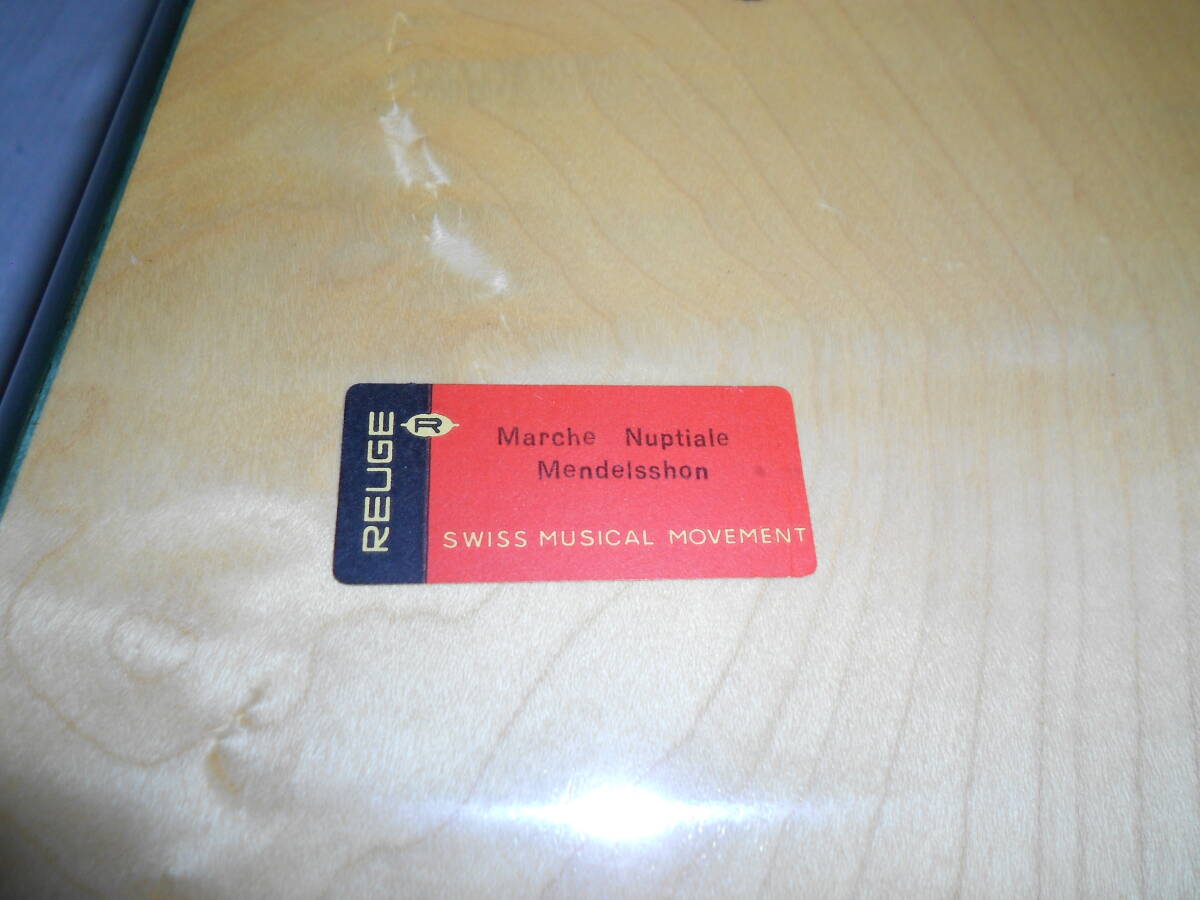 REUGE
R
Marche Nuptiale
Mendelsshon
SWISS MUSICAL MOVEMENT